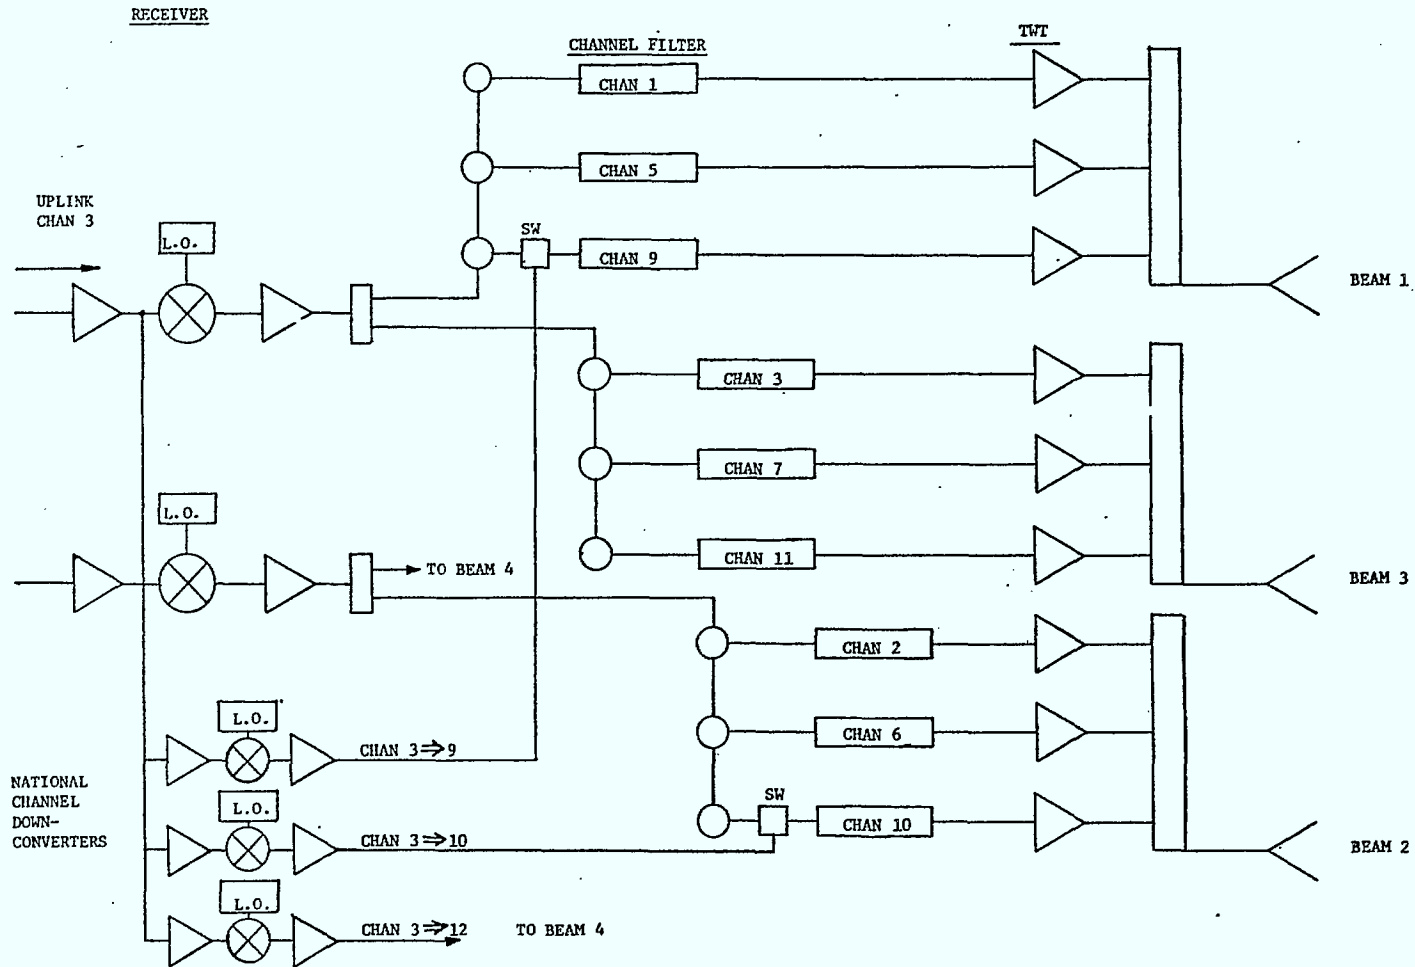 RECEIVER
CHANNEL FILTER
TWT
CHAN 1
CHAN 5
UPLINK
CHAN 3
L.O.
SW
CHAN 9
BEAM 1
CHAN 3
CHAN 7
L.O.
CHAN 11
TO BEAM 4
BEAM 3
CHAN 2
L.O.
CHAN 6
CHAN 3⇒9
NATIONAL
CHANNEL
DOWN-
CONVERTERS
L.O.
SW
CHAN 10
CHAN 3⇒10
BEAM 2
L.O.
CHAN 3⇒12
TO BEAM 4